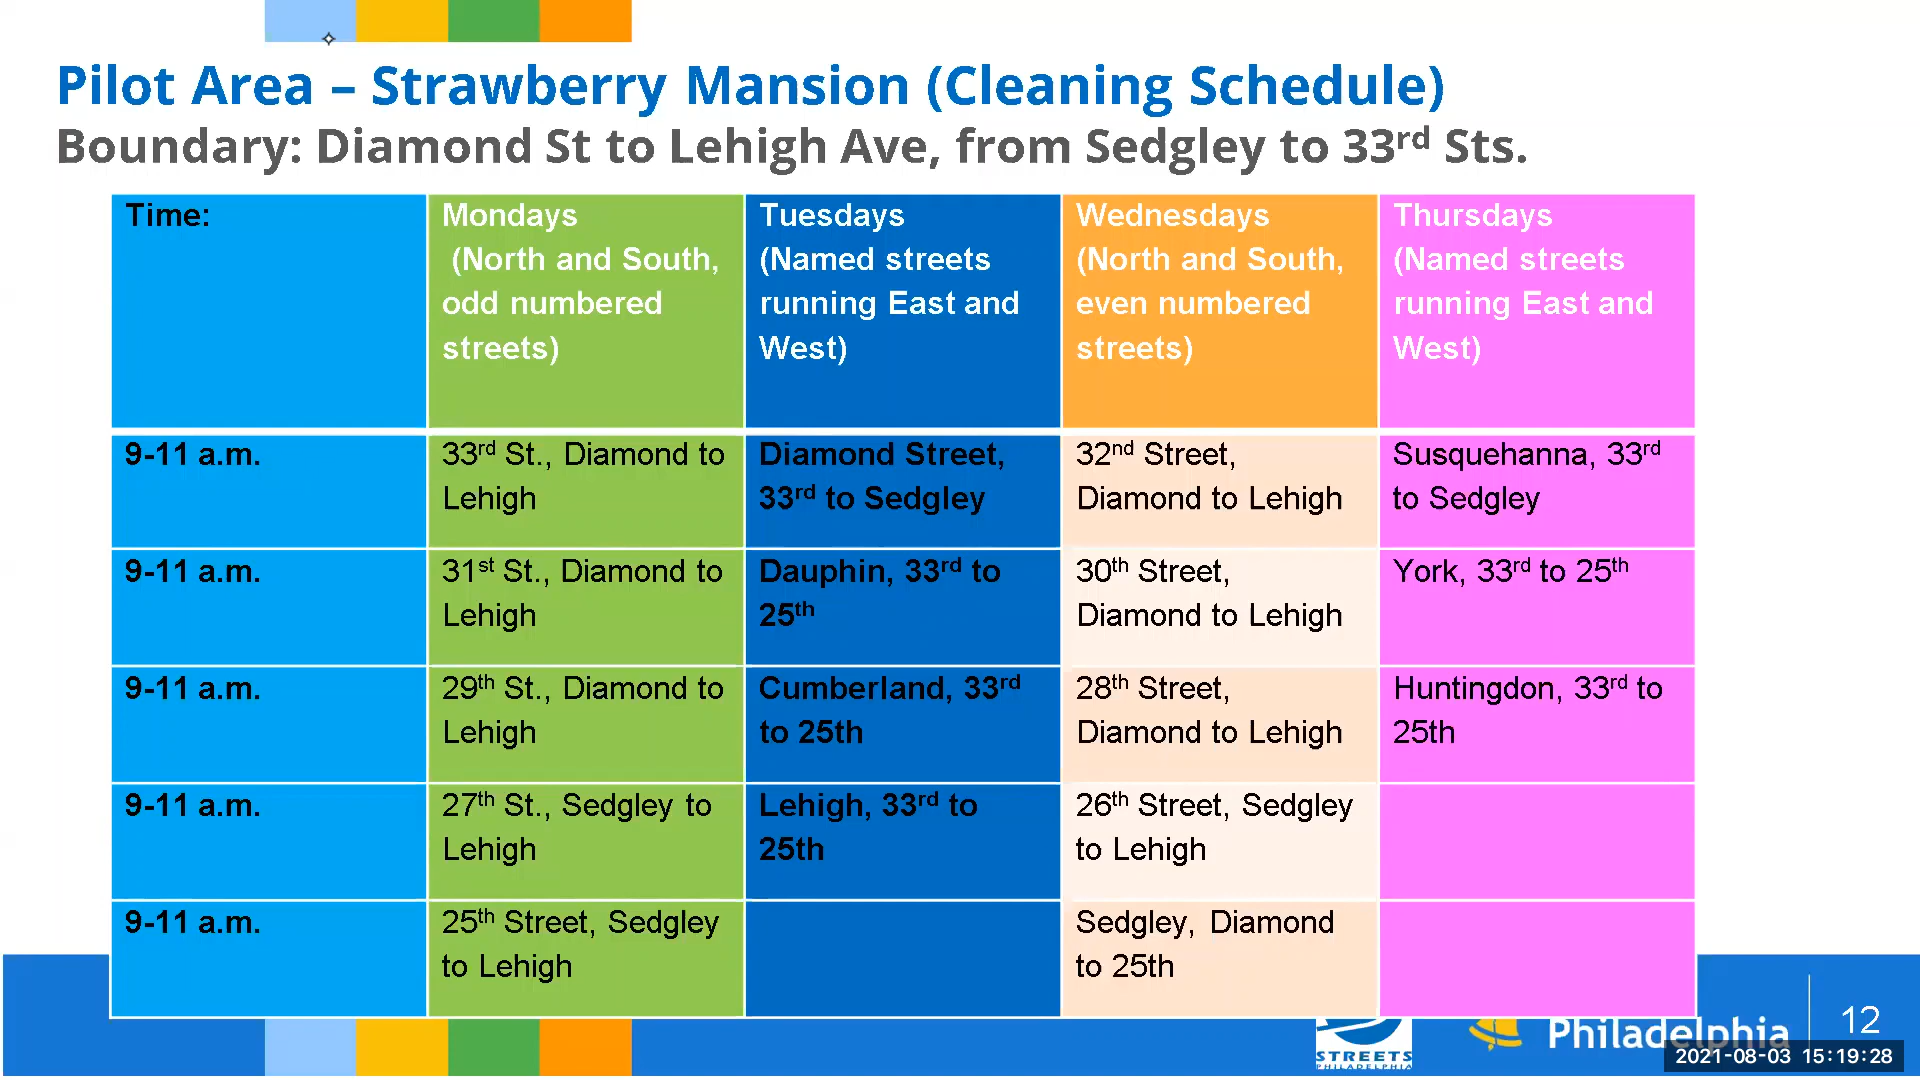 Pilot Area – Strawberry Mansion (Cleaning Schedule)
Boundary: Diamond St to Lehigh Ave, from Sedgley to 33rd Sts.
Time:
Mondays
(North and South,
odd numbered
streets)
Tuesdays
(Named streets
running East and
West)
Wednesdays
(North and South,
even numbered
streets)
Thursdays
(Named streets
running East and
West)
9-11 a.m.
33rd St., Diamond to
Lehigh
Diamond Street,
33rd to Sedgley
32nd Street,
Diamond to Lehigh
Susquehanna, 33rd
to Sedgley
9-11 a.m.
31st St., Diamond to
Lehigh
Dauphin, 33rd to
25th
30th Street,
Diamond to Lehigh
York, 33rd to 25th
9-11 a.m.
29th St., Diamond to
Lehigh
Cumberland, 33rd
to 25th
28th Street,
Diamond to Lehigh
Huntingdon, 33rd to
25th
9-11 a.m.
27th St., Sedgley to
Lehigh
Lehigh, 33rd to
25th
26th Street, Sedgley
to Lehigh
9-11 a.m.
25th Street, Sedgley
to Lehigh
Sedgley, Diamond
to 25th
STREETS
PHILADELPHIA
Philadelphia
12
2021-08-03 15:19:28